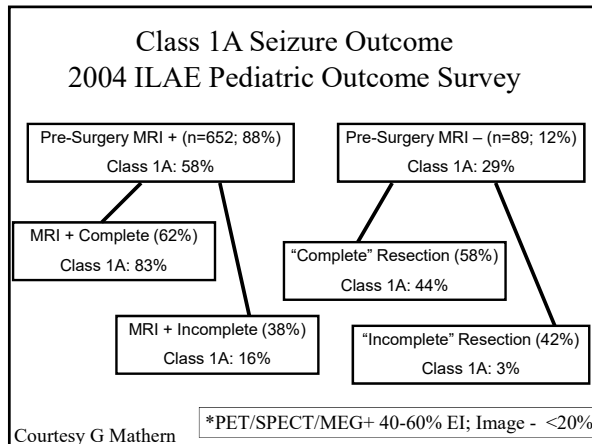 Class 1A Seizure Outcome
2004 ILAE Pediatric Outcome Survey
Pre-Surgery MRI + (n=652; 88%)
Class 1A: 58%
Pre-Surgery MRI – (n=89; 12%)
Class 1A: 29%
MRI + Complete (62%)
Class 1A: 83%
“Complete” Resection (58%)
Class 1A: 44%
MRI + Incomplete (38%)
Class 1A: 16%
“Incomplete” Resection (42%)
Class 1A: 3%
*PET/SPECT/MEG+ 40-60% EI; Image - <20%
Courtesy G Mathern